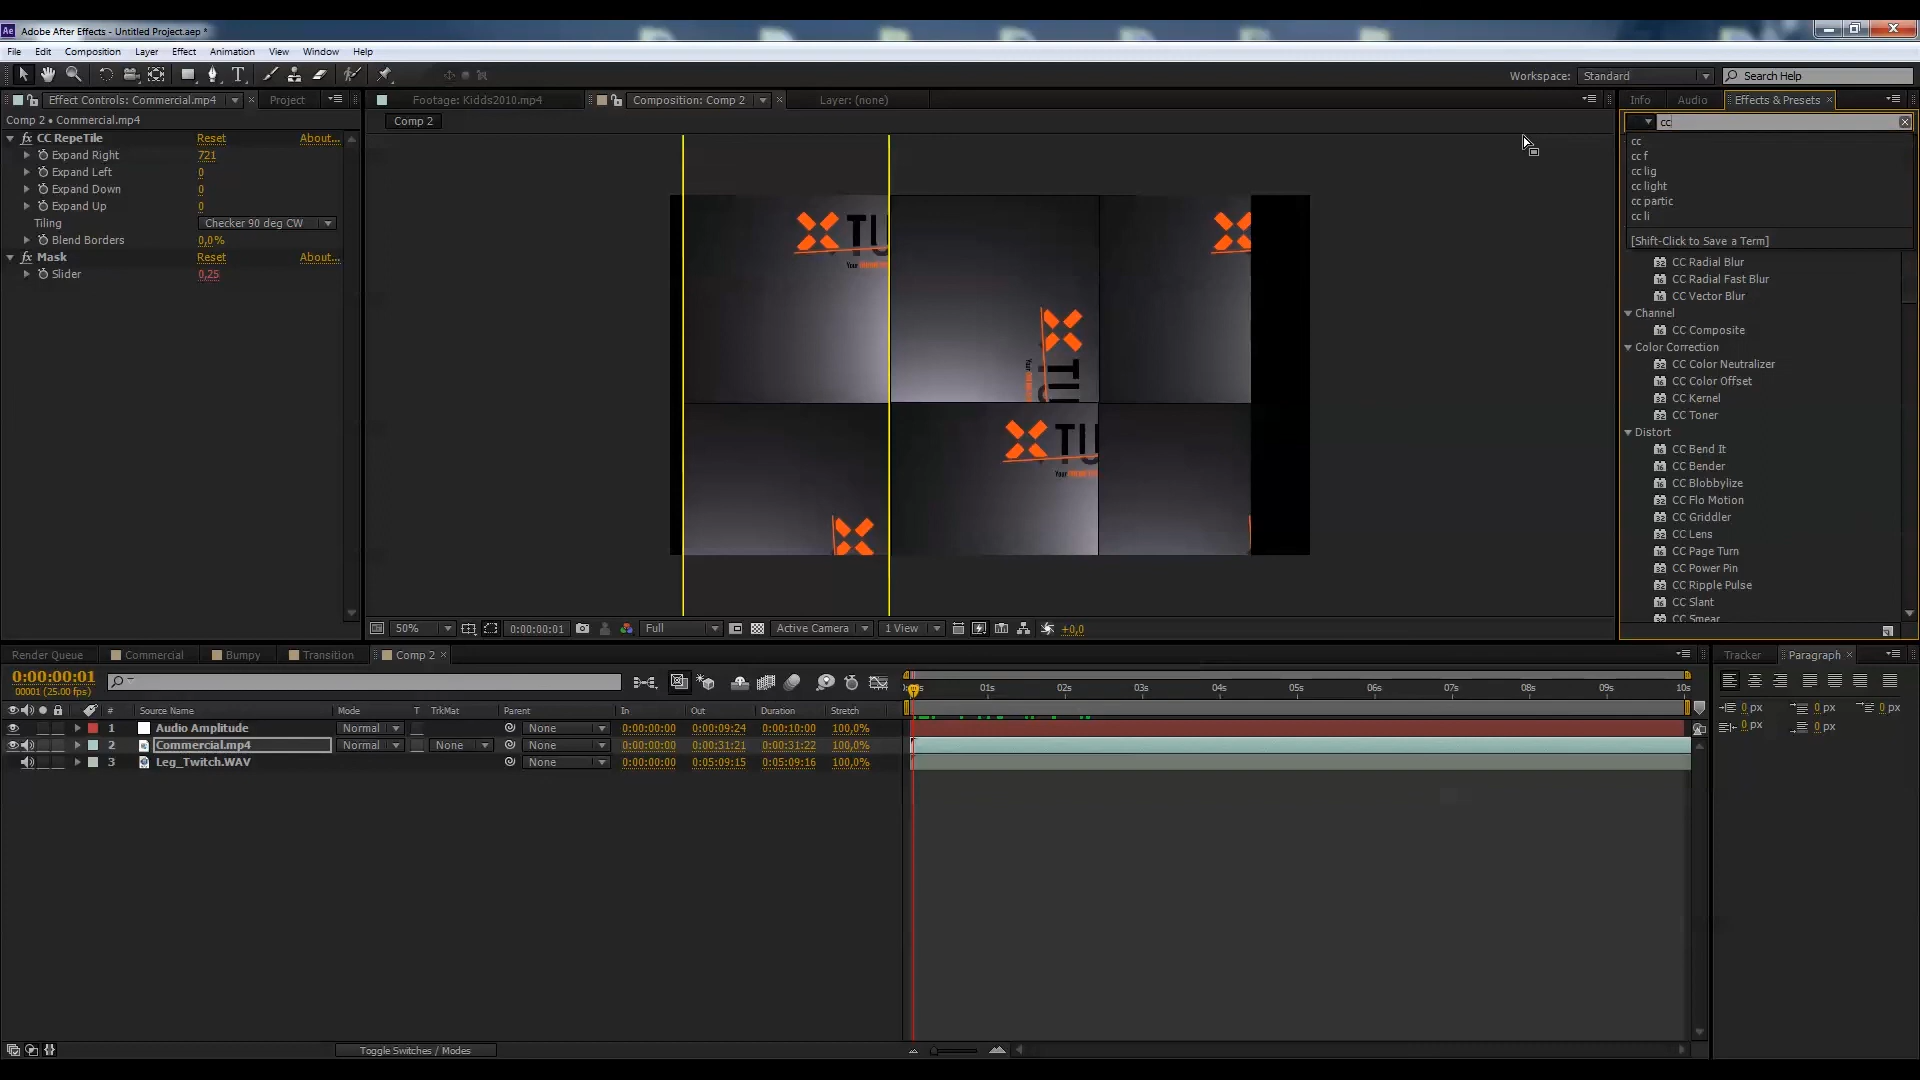 Adobe After Effects - Untitled Project.aep *
File Edit Composition Layer Effect Animation View Window Help
Workspace: Standard Search Help
Effect Controls: Commercial.mp4 Project
Footage: Kidds2010.mp4 Composition: Comp 2 Layer: (none)
Info Audio Effects & Presets
Comp 2 • Commercial.mp4
Comp 2
cc
CC RepeTile Reset About...
Expand Right 721
Expand Left 0
Expand Down 0
Expand Up 0
Tiling Checker 90 deg CW
Blend Borders 0,0%
Mask Reset About...
Slider 0,25
TU
Your
TU
Your
TU
Your
cc
cc f
cc lig
cc light
cc partic
cc li
[Shift-Click to Save a Term]
CC Radial Blur
CC Radial Fast Blur
CC Vector Blur
Channel
CC Composite
Color Correction
CC Color Neutralizer
CC Color Offset
CC Kernel
CC Toner
Distort
CC Bend It
CC Bender
CC Blobbylize
CC Flo Motion
CC Griddler
CC Lens
CC Page Turn
CC Power Pin
CC Ripple Pulse
CC Slant
CC Smear
50% 0:00:00:01 Full Active Camera 1 View +0,0
Render Queue Commercial Bumpy Transition Comp 2
Tracker Paragraph
0:00:00:01
00001 (25.00 fps)
01s 02s 03s 04s 05s 06s 07s 08s 09s 10s
# Source Name Mode T TrkMat Parent In Out Duration Stretch
1 Audio Amplitude Normal None 0:00:00:00 0:00:09:24 0:00:10:00 100,0%
2 Commercial.mp4 Normal None None 0:00:00:00 0:00:31:21 0:00:31:22 100,0%
3 Leg_Twitch.WAV None 0:00:00:00 0:05:09:15 0:05:09:16 100,0%
0 px 0 px 0 px
0 px 0 px
Toggle Switches / Modes